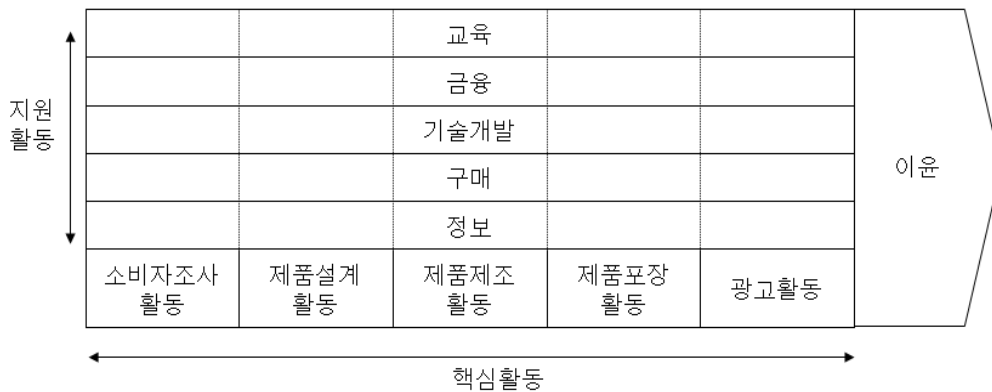 교육
금융
지원
활동
기술개발
이윤
구매
정보
소비자조사
활동
제품설계
활동
제품제조
활동
제품포장
활동
광고활동
핵심활동